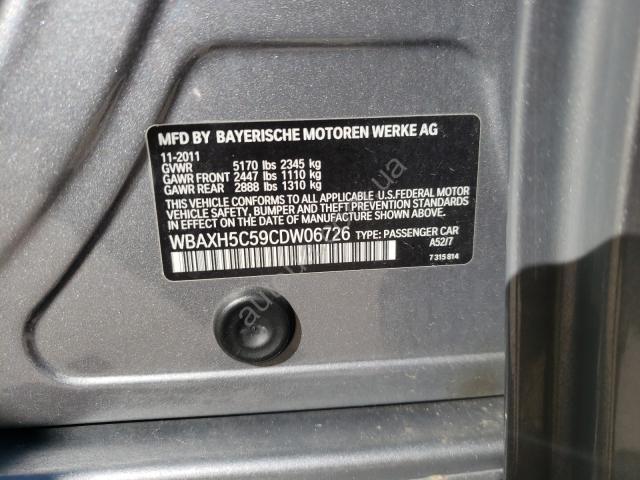 MFD BY BAYERISCHE MOTOREN WERKE AG
11-2011
GVWR 5170 lbs 2345 kg
GAWR FRONT 2447 lbs 1110 kg
GAWR REAR 2888 lbs 1310 kg
THIS VEHICLE CONFORMS TO ALL APPLICABLE U.S.FEDERAL MOTOR
VEHICLE SAFETY, BUMPER, AND THEFT PREVENTION STANDARDS
IN EFFECT ON THE DATE OF MANUFACTURE SHOWN ABOVE.
WBAXH5C59CDW06726 TYPE: PASSENGER CAR
A52/7
7 315 814